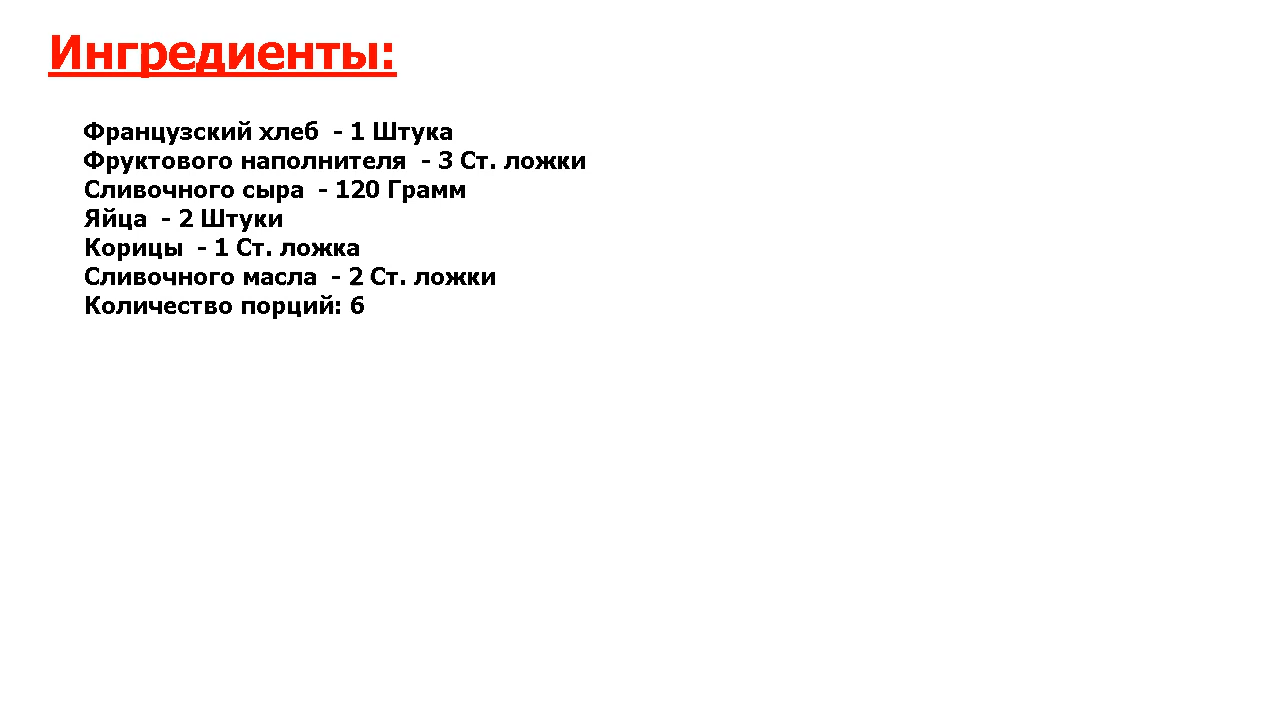 Ингредиенты:
Французский хлеб  - 1 Штука
Фруктового наполнителя  - 3 Ст. ложки
Сливочного сыра  - 120 Грамм
Яйца  - 2 Штуки
Корицы  - 1 Ст. ложка
Сливочного масла  - 2 Ст. ложки
Количество порций: 6